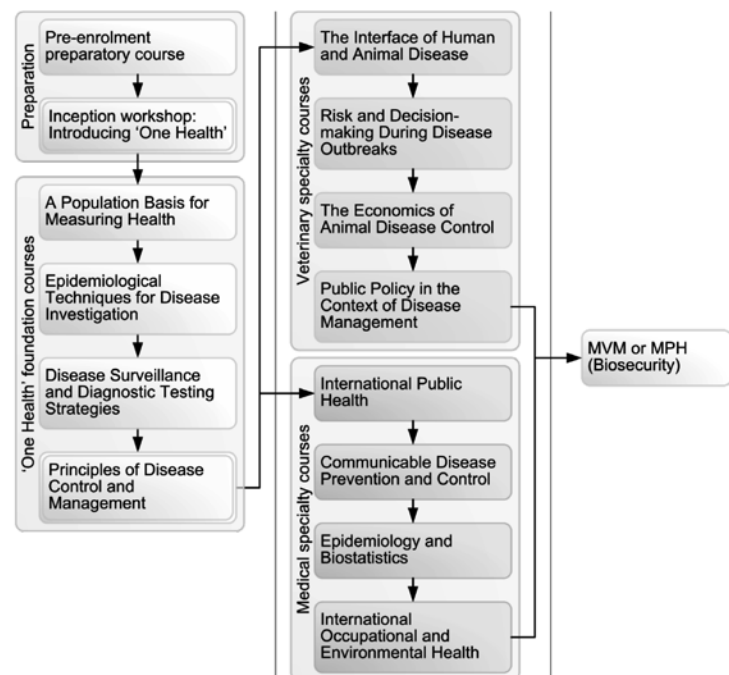 Preparation
Pre-enrolment
preparatory course
Inception workshop:
Introducing ‘One Health’
‘One Health’ foundation courses
A Population Basis for
Measuring Health
Epidemiological
Techniques for Disease
Investigation
Disease Surveillance
and Diagnostic Testing
Strategies
Principles of Disease
Control and
Management
Veterinary specialty courses
The Interface of Human
and Animal Disease
Risk and Decision-
making During Disease
Outbreaks
The Economics of
Animal Disease Control
Public Policy in the
Context of Disease
Management
Medical specialty courses
International Public
Health
Communicable Disease
Prevention and Control
Epidemiology and
Biostatistics
International
Occupational and
Environmental Health
MVM or MPH
(Biosecurity)